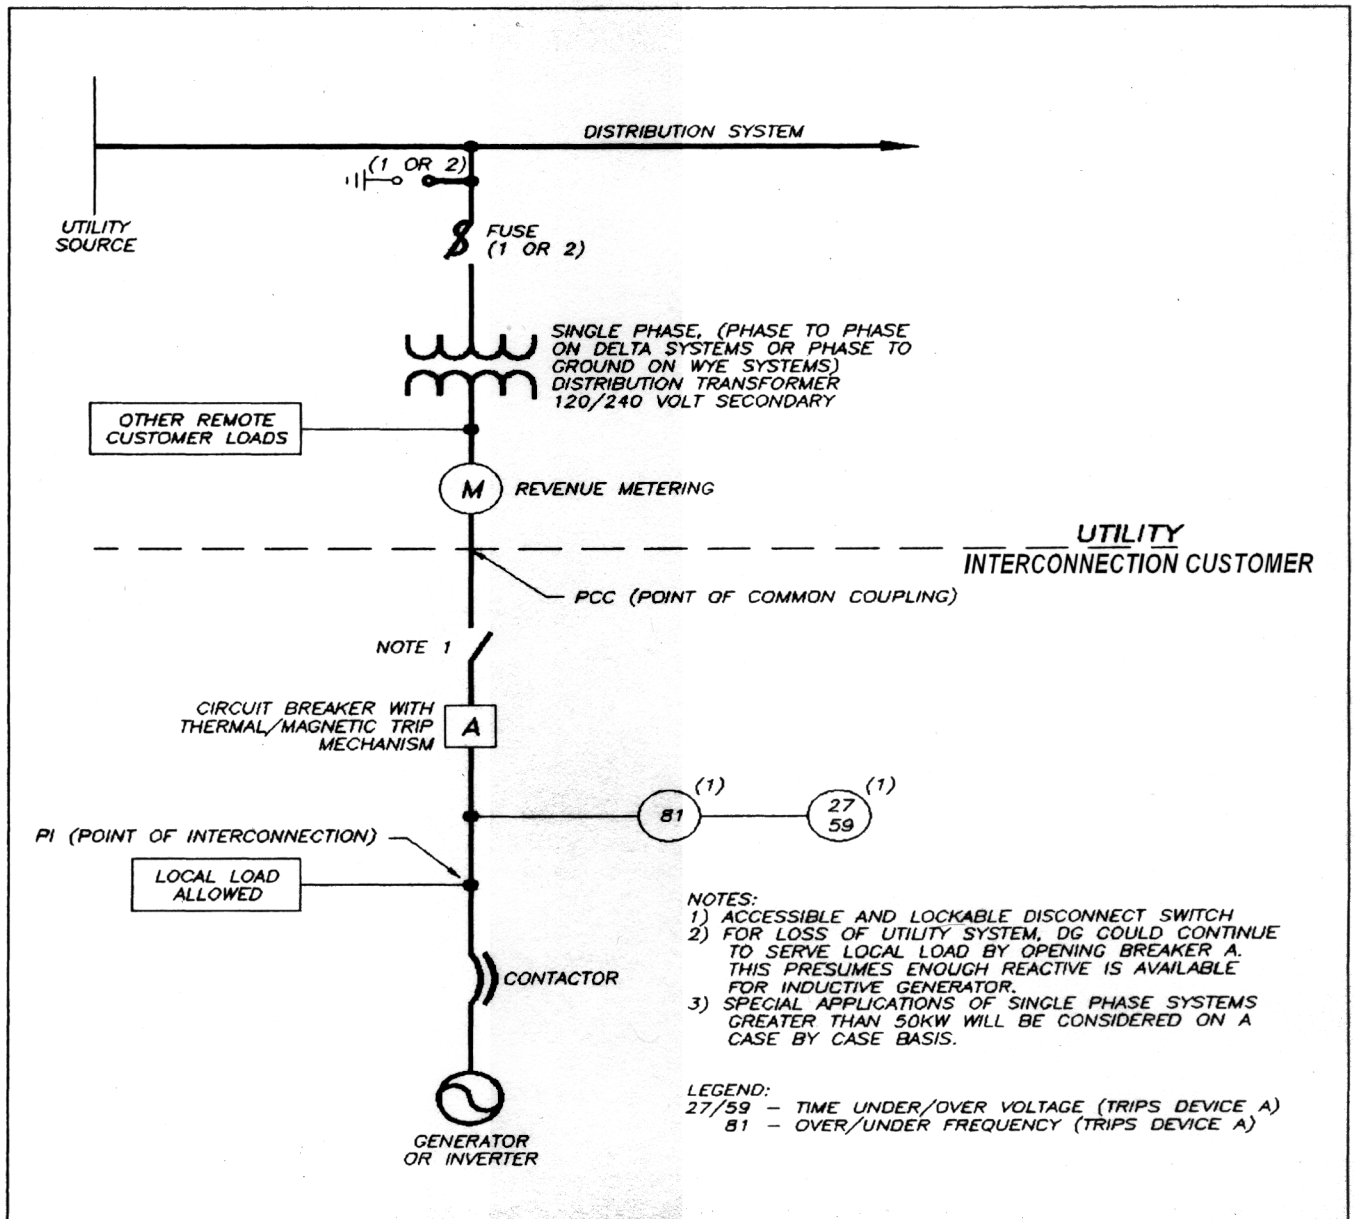 DISTRIBUTION SYSTEM
(1 OR 2)
UTILITY
SOURCE
FUSE
(1 OR 2)
SINGLE PHASE, (PHASE TO PHASE
ON DELTA SYSTEMS OR PHASE TO
GROUND ON WYE SYSTEMS)
DISTRIBUTION TRANSFORMER
120/240 VOLT SECONDARY
OTHER REMOTE
CUSTOMER LOADS
M
REVENUE METERING
UTILITY
INTERCONNECTION CUSTOMER
PCC (POINT OF COMMON COUPLING)
NOTE 1
CIRCUIT BREAKER WITH
THERMAL/MAGNETIC TRIP
MECHANISM
A
(1)
(1)
81
27
59
PI (POINT OF INTERCONNECTION)
LOCAL LOAD
ALLOWED
CONTACTOR
GENERATOR
OR INVERTER
NOTES:
1) ACCESSIBLE AND LOCKABLE DISCONNECT SWITCH
2) FOR LOSS OF UTILITY SYSTEM, DG COULD CONTINUE
TO SERVE LOCAL LOAD BY OPENING BREAKER A.
THIS PRESUMES ENOUGH REACTIVE IS AVAILABLE
FOR INDUCTIVE GENERATOR.
3) SPECIAL APPLICATIONS OF SINGLE PHASE SYSTEMS
GREATER THAN 50KW WILL BE CONSIDERED ON A
CASE BY CASE BASIS.
LEGEND:
27/59 – TIME UNDER/OVER VOLTAGE (TRIPS DEVICE A)
81 – OVER/UNDER FREQUENCY (TRIPS DEVICE A)